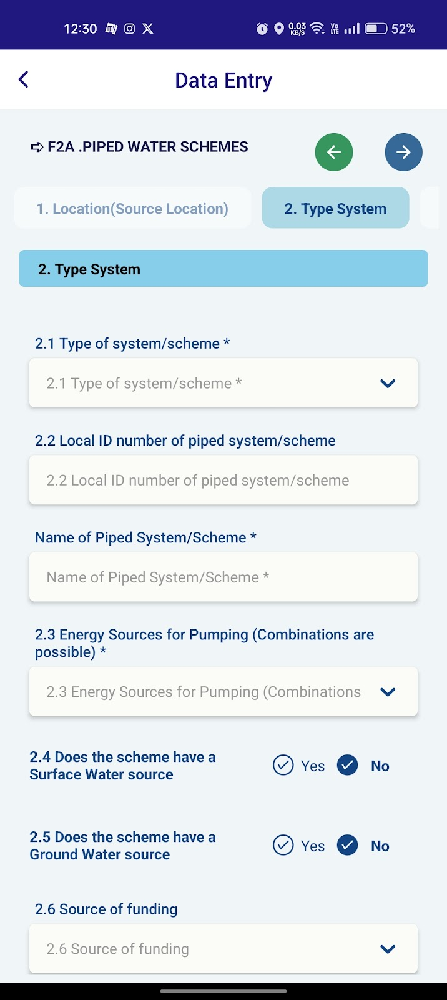 12:30 0.03 KB/S Vo LTE 52%
Data Entry
F2A .PIPED WATER SCHEMES
1. Location(Source Location) 2. Type System
2. Type System
2.1 Type of system/scheme *
2.1 Type of system/scheme *
2.2 Local ID number of piped system/scheme
2.2 Local ID number of piped system/scheme
Name of Piped System/Scheme *
Name of Piped System/Scheme *
2.3 Energy Sources for Pumping (Combinations are
possible) *
2.3 Energy Sources for Pumping (Combinations
2.4 Does the scheme have a
Surface Water source
Yes No
2.5 Does the scheme have a
Ground Water source
Yes No
2.6 Source of funding
2.6 Source of funding